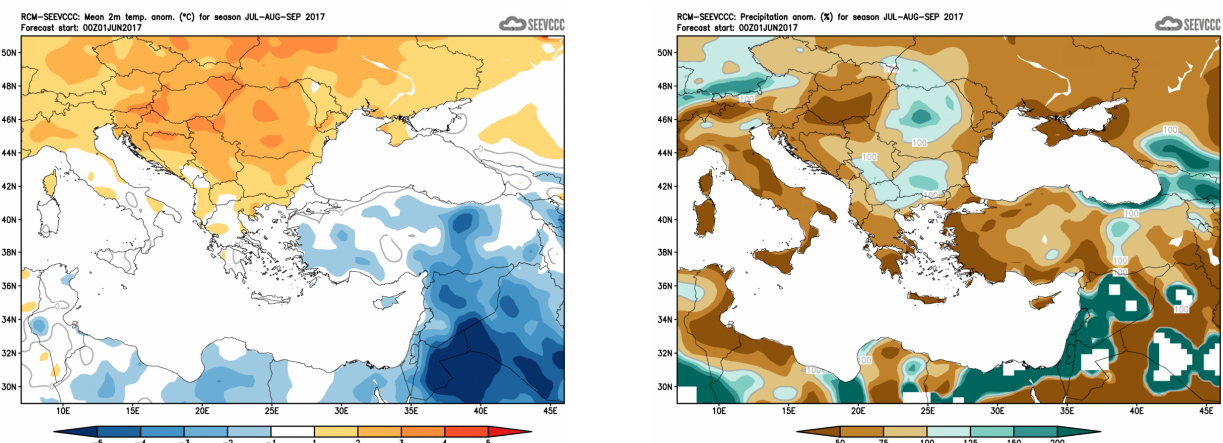 RCM-SEEVCCC: Mean 2m temp. anom. (°C) for season JUL-AUG-SEP 2017
Forecast start: 00Z01JUN2017
SEEVCCC
50N
48N
46N
44N
42N
40N
38N
36N
34N
32N
30N
0
0
0
0
10E 15E 20E 25E 30E 35E 40E 45E
-5 -4 -3 -2 -1 1 2 3 4 5
RCM-SEEVCCC: Precipitation anom. (%) for season JUL-AUG-SEP 2017
Forecast start: 00Z01JUN2017
SEEVCCC
50N
48N
46N
44N
42N
40N
38N
36N
34N
32N
30N
100
100
100
100
100
100
100
100
100
100
100
100
10E 15E 20E 25E 30E 35E 40E 45E
50 75 100 125 150 200